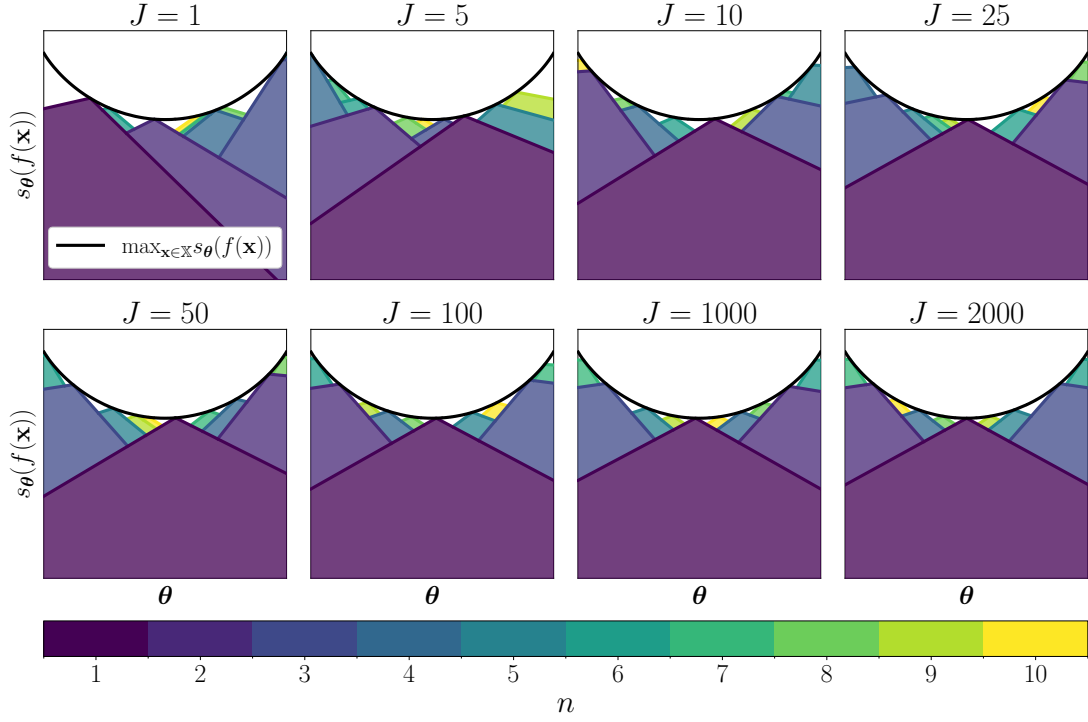 J = 1
J = 5
J = 10
J = 25
s_θ(f(x))
max_{x∈𝕏} s_θ(f(x))
J = 50
J = 100
J = 1000
J = 2000
s_θ(f(x))
θ θ θ θ
1 2 3 4 5 6 7 8 9 10
n